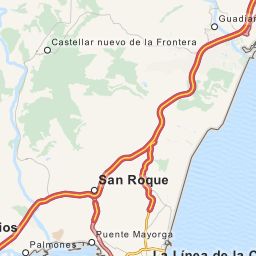 Guadia
Castellar nuevo de la Frontera
San Roque
ios
Puente Mayorga
Palmones
La Línea de la C